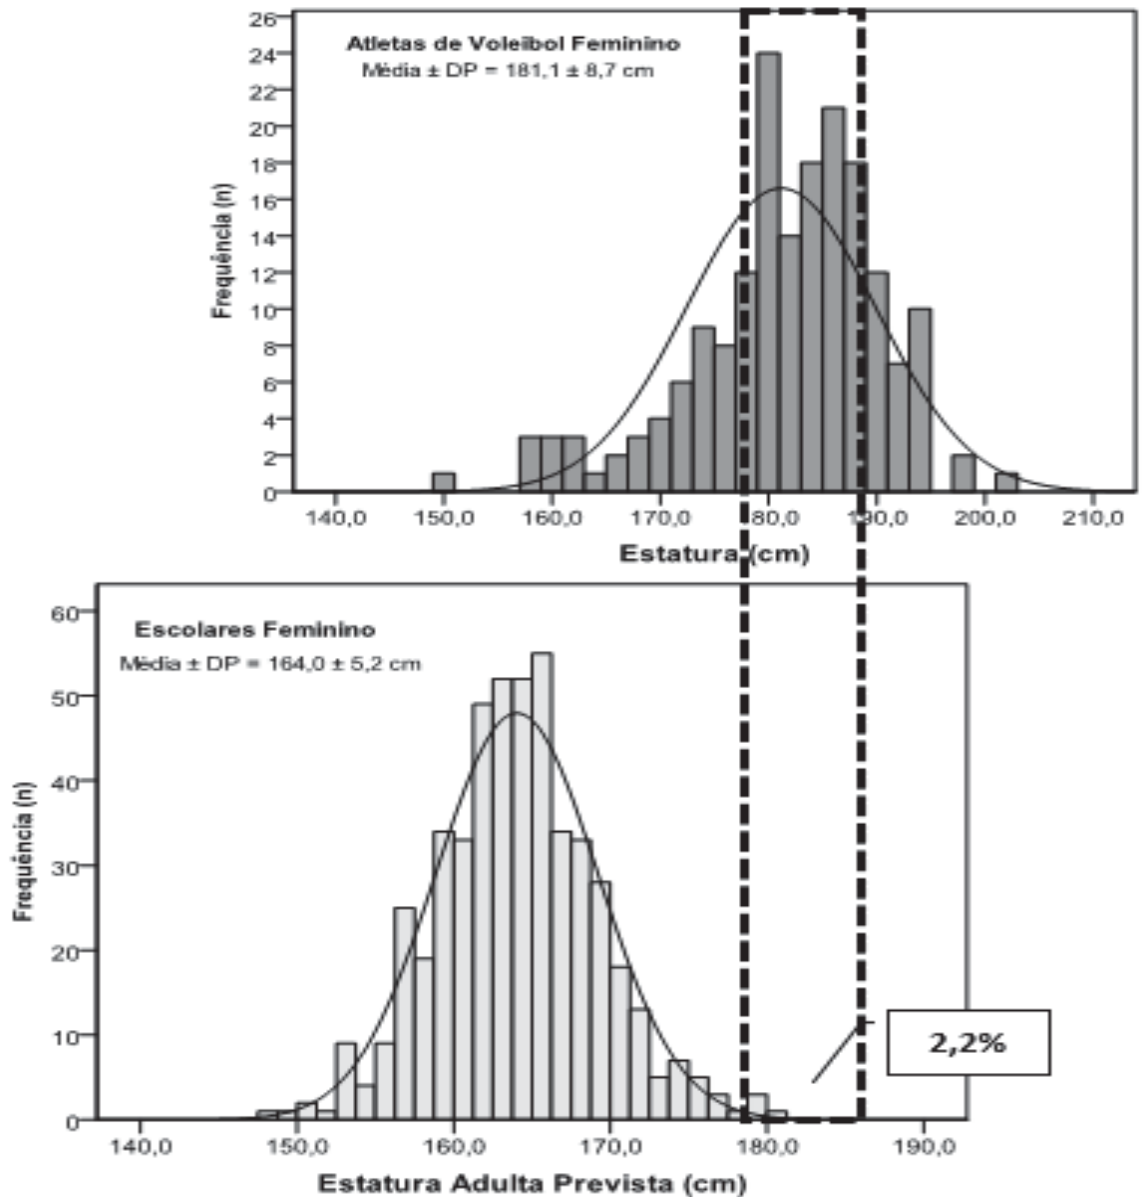 Atletas de Voleibol Feminino
Média ± DP = 181,1 ± 8,7 cm
Frequência (n)
26
24
22
20
18
16
14
12
10
8
6
4
2
0
140,0 150,0 160,0 170,0 80,0 190,0 200,0 210,0
Estatura (cm)
Escolares Feminino
Média ± DP = 164,0 ± 5,2 cm
Frequência (n)
60
50
40
30
20
10
0
2,2%
140,0 150,0 160,0 170,0 180,0 190,0
Estatura Adulta Prevista (cm)